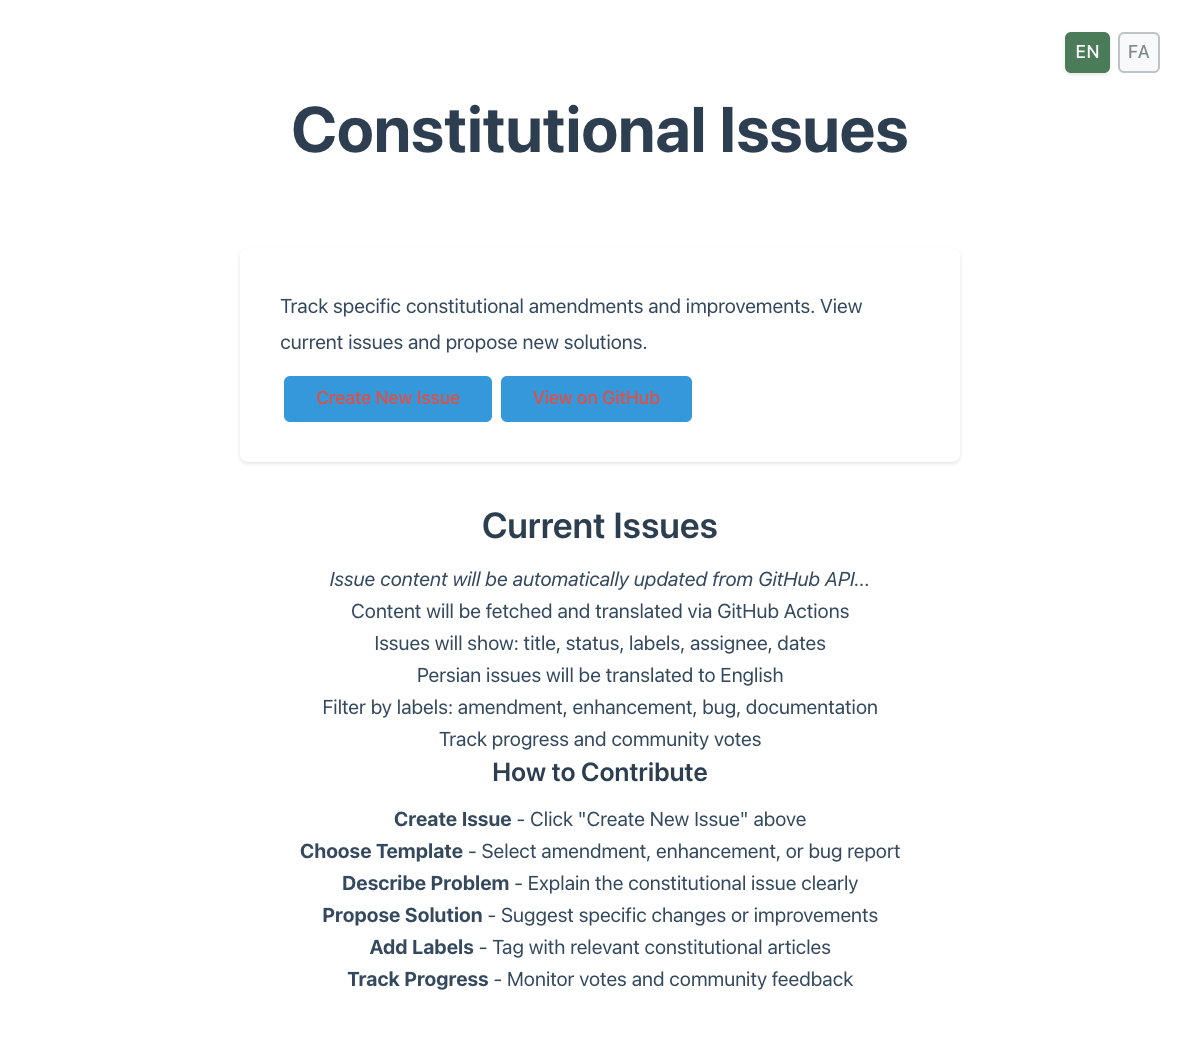 EN FA
Constitutional Issues
Track specific constitutional amendments and improvements. View
current issues and propose new solutions.
Create New Issue View on GitHub
Current Issues
Issue content will be automatically updated from GitHub API...
Content will be fetched and translated via GitHub Actions
Issues will show: title, status, labels, assignee, dates
Persian issues will be translated to English
Filter by labels: amendment, enhancement, bug, documentation
Track progress and community votes
How to Contribute
Create Issue - Click "Create New Issue" above
Choose Template - Select amendment, enhancement, or bug report
Describe Problem - Explain the constitutional issue clearly
Propose Solution - Suggest specific changes or improvements
Add Labels - Tag with relevant constitutional articles
Track Progress - Monitor votes and community feedback